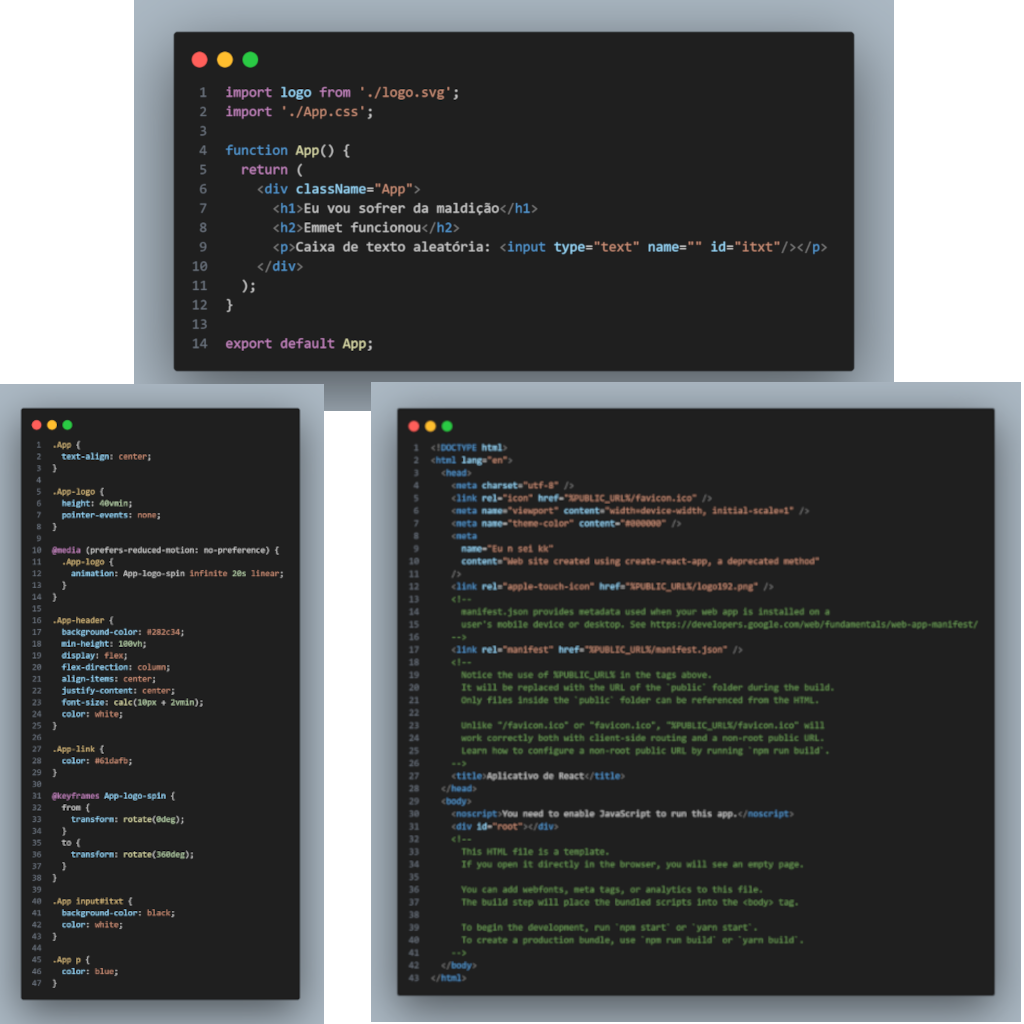 1 import logo from './logo.svg';
2 import './App.css';
3
4 function App() {
5 return (
6 <div className="App">
7 <h1>Eu vou sofrer da maldição</h1>
8 <h2>Emmet funcionou</h2>
9 <p>Caixa de texto aleatória: <input type="text" name="" id="itxt"/></p>
10 </div>
11 );
12 }
13
14 export default App;
1 .App {
2 text-align: center;
3 }
4
5 .App-logo {
6 height: 40vmin;
7 pointer-events: none;
8 }
9
10 @media (prefers-reduced-motion: no-preference) {
11 .App-logo {
12 animation: App-logo-spin infinite 20s linear;
13 }
14 }
15
16 .App-header {
17 background-color: #282c34;
18 min-height: 100vh;
19 display: flex;
20 flex-direction: column;
21 align-items: center;
22 justify-content: center;
23 font-size: calc(10px + 2vmin);
24 color: white;
25 }
26
27 .App-link {
28 color: #61dafb;
29 }
30
31 @keyframes App-logo-spin {
32 from {
33 transform: rotate(0deg);
34 }
35 to {
36 transform: rotate(360deg);
37 }
38 }
39
40 .App input#itxt {
41 background-color: black;
42 color: white;
43 }
44
45 .App p {
46 color: blue;
47 }
1 <!DOCTYPE html>
2 <html lang="en">
3 <head>
4 <meta charset="utf-8" />
5 <link rel="icon" href="%PUBLIC_URL%/favicon.ico" />
6 <meta name="viewport" content="width=device-width, initial-scale=1" />
7 <meta name="theme-color" content="#000000" />
8 <meta
9 name="Eu n sei kk"
10 content="Web site created using create-react-app, a deprecated method"
11 />
12 <link rel="apple-touch-icon" href="%PUBLIC_URL%/logo192.png" />
13 <!--
14 manifest.json provides metadata used when your web app is installed on a
15 user's mobile device or desktop. See https://developers.google.com/web/fundamentals/web-app-manifest/
16 -->
17 <link rel="manifest" href="%PUBLIC_URL%/manifest.json" />
18 <!--
19 Notice the use of %PUBLIC_URL% in the tags above.
20 It will be replaced with the URL of the `public` folder during the build.
21 Only files inside the `public` folder can be referenced from the HTML.
22
23 Unlike "/favicon.ico" or "favicon.ico", "%PUBLIC_URL%/favicon.ico" will
24 work correctly both with client-side routing and a non-root public URL.
25 Learn how to configure a non-root public URL by running `npm run build`.
26 -->
27 <title>Aplicativo de React</title>
28 </head>
29 <body>
30 <noscript>You need to enable JavaScript to run this app.</noscript>
31 <div id="root"></div>
32 <!--
33 This HTML file is a template.
34 If you open it directly in the browser, you will see an empty page.
35
36 You can add webfonts, meta tags, or analytics to this file.
37 The build step will place the bundled scripts into the <body> tag.
38
39 To begin the development, run `npm start` or `yarn start`.
40 To create a production bundle, use `npm run build` or `yarn build`.
41 -->
42 </body>
43 </html>